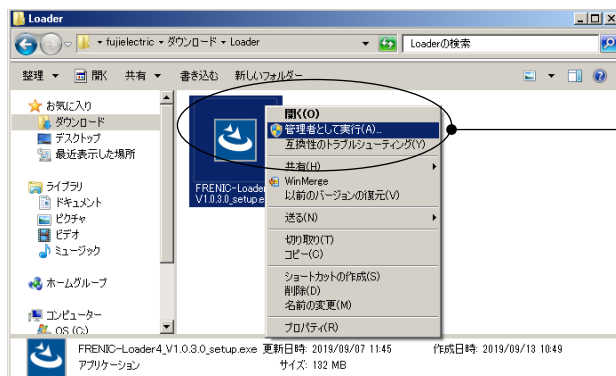 Loader
fujielectric ▾ ダウンロード ▾ Loader
Loaderの検索
整理 ▼ 開く 共有 ▼ 書き込む 新しいフォルダー
お気に入り
ダウンロード
デスクトップ
最近表示した場所
ライブラリ
ドキュメント
ピクチャ
ビデオ
ミュージック
ホームグループ
コンピューター
OS (C:)
FRENIC-Loader
V1.0.3.0_setup.e
開く(O)
管理者として実行(A)...
互換性のトラブルシューティング(Y)
共有(H)
WinMerge
以前のバージョンの復元(V)
送る(N)
切り取り(T)
コピー(C)
ショートカットの作成(S)
削除(D)
名前の変更(M)
プロパティ(R)
FRENIC-Loader4_V1.0.3.0_setup.exe 更新日時: 2019/09/07 11:45 作成日時: 2019/09/13 10:49
アプリケーション サイズ: 132 MB